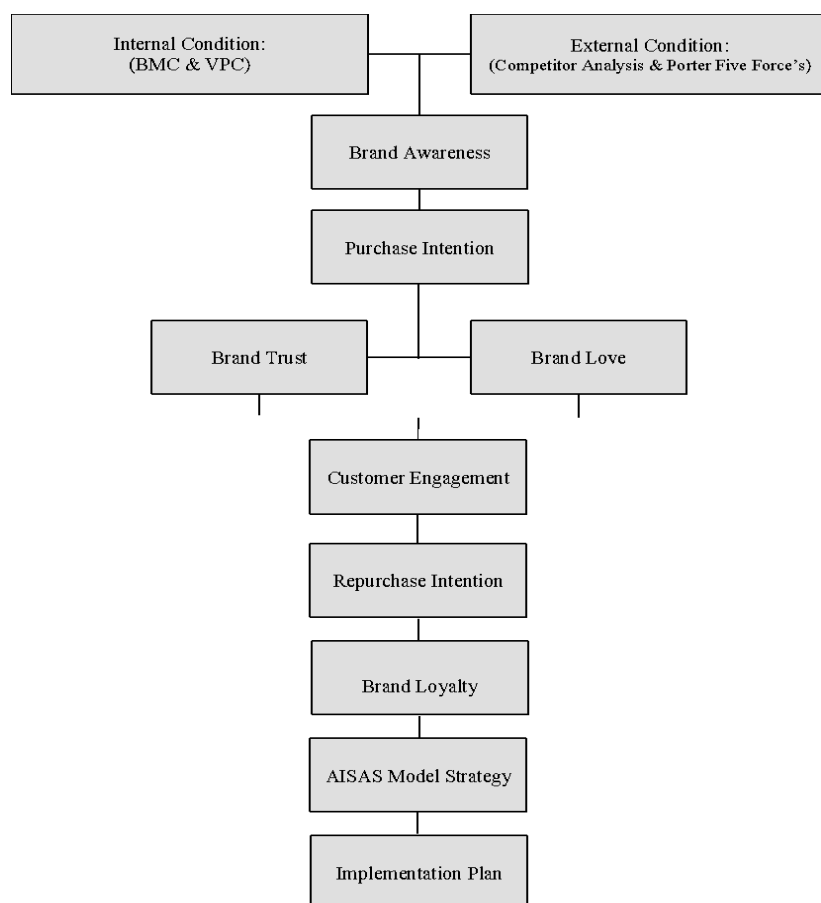 Internal Condition:
(BMC & VPC)
External Condition:
(Competitor Analysis & Porter Five Force's)
Brand Awareness
Purchase Intention
Brand Trust
Brand Love
Customer Engagement
Repurchase Intention
Brand Loyalty
AISAS Model Strategy
Implementation Plan